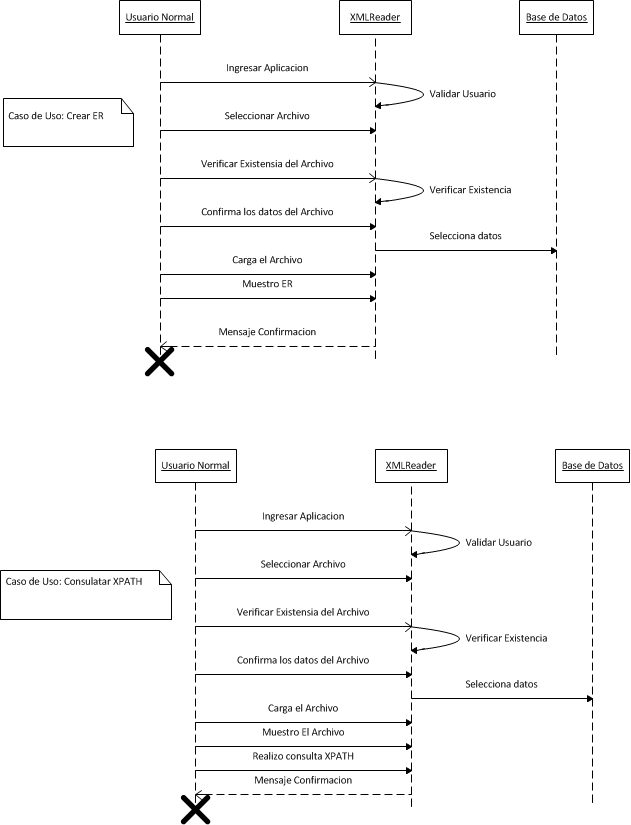 Usuario Normal
XMLReader
Base de Datos
Ingresar Aplicacion
Validar Usuario
Caso de Uso: Crear ER
Seleccionar Archivo
Verificar Existensia del Archivo
Verificar Existencia
Confirma los datos del Archivo
Selecciona datos
Carga el Archivo
Muestro ER
Mensaje Confirmacion
Usuario Normal
XMLReader
Base de Datos
Ingresar Aplicacion
Validar Usuario
Seleccionar Archivo
Caso de Uso: Consulatar XPATH
Verificar Existensia del Archivo
Verificar Existencia
Confirma los datos del Archivo
Selecciona datos
Carga el Archivo
Muestro El Archivo
Realizo consulta XPATH
Mensaje Confirmacion